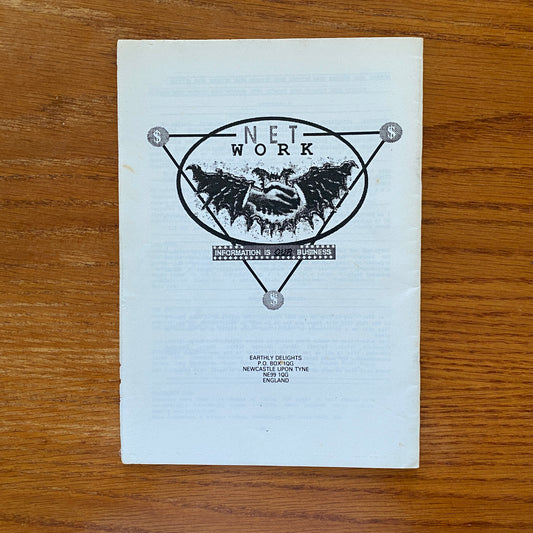 $ NET $
WORK
INFORMATION IS OUR BUSINESS
$
EARTHLY DELIGHTS
P.O. BOX 1QG
NEWCASTLE UPON TYNE
NE99 1QG
ENGLAND